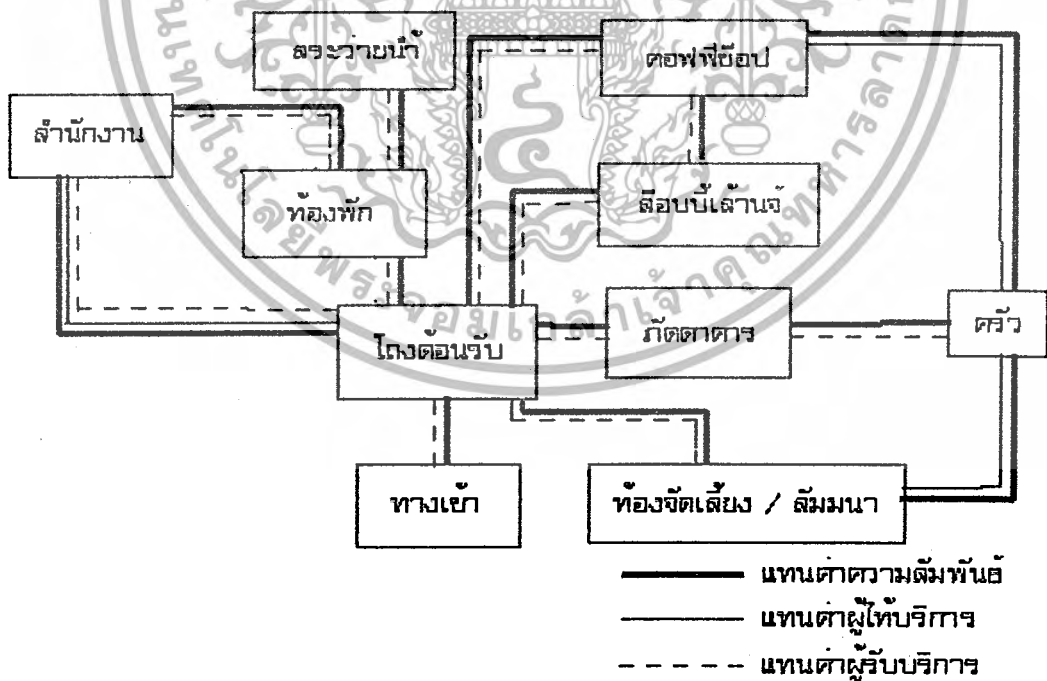 สระว่ายน้ำ
คอฟฟี่ช็อป
สำนักงาน
ห้องพัก
ล็อบบี้เล้านจ์
โถงต้อนรับ
ภัตตาคาร
ครัว
ทางเข้า
ห้องจัดเลี้ยง / สัมมนา
แทนค่าความสัมพันธ์
แทนค่าผู้ให้บริการ
แทนค่าผู้รับบริการ